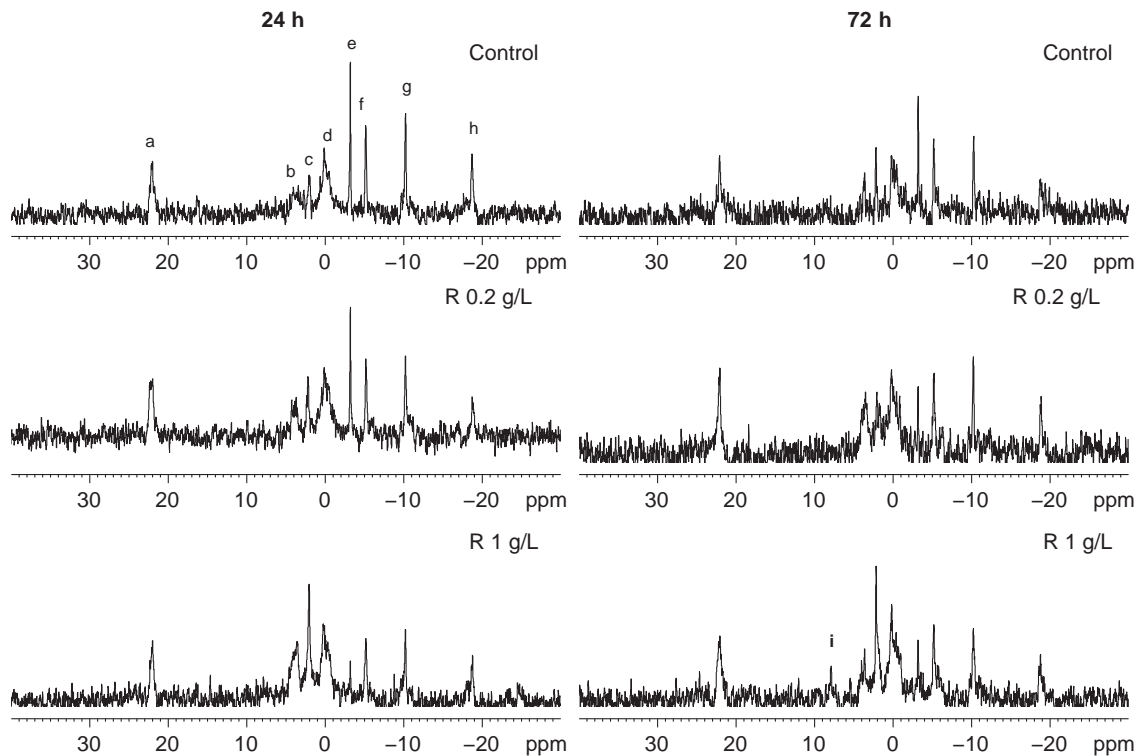 24 h 72 h
Control Control
e
g
f
d
h
a
c
b
30 20 10 0 –10 –20 ppm 30 20 10 0 –10 –20 ppm
R 0.2 g/L R 0.2 g/L
30 20 10 0 –10 –20 ppm 30 20 10 0 –10 –20 ppm
R 1 g/L R 1 g/L
i
30 20 10 0 –10 –20 ppm 30 20 10 0 –10 –20 ppm